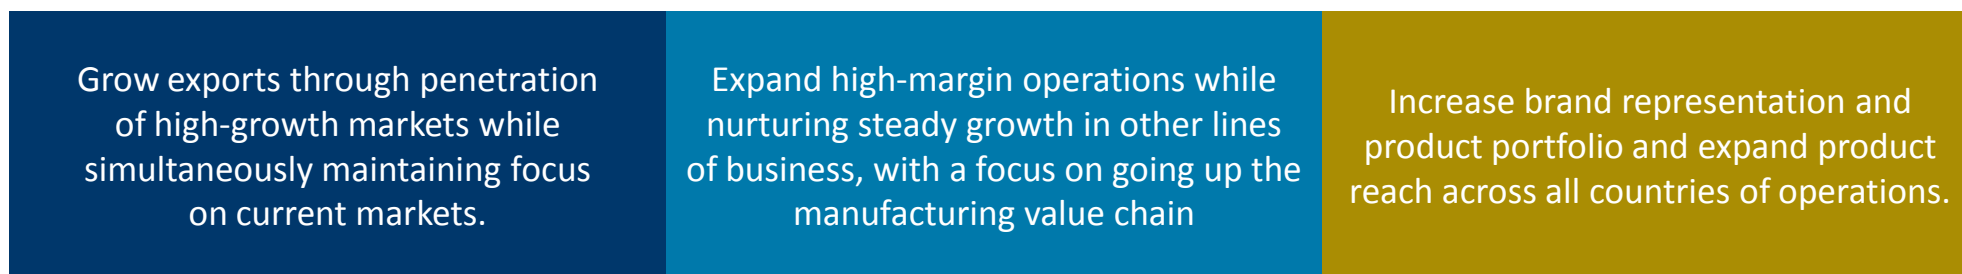 Grow exports through penetration
of high-growth markets while
simultaneously maintaining focus
on current markets.
Expand high-margin operations while
nurturing steady growth in other lines
of business, with a focus on going up the
manufacturing value chain
Increase brand representation and
product portfolio and expand product
reach across all countries of operations.